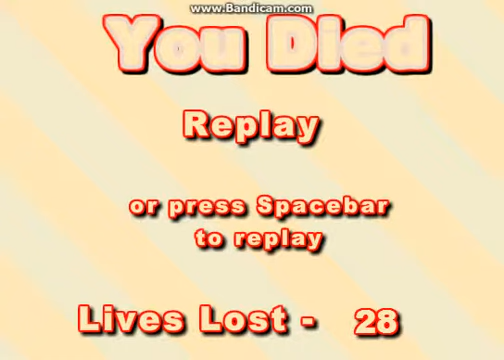 www.Bandicam.com
You Died
Replay
or press Spacebar
to replay
Lives Lost - 28